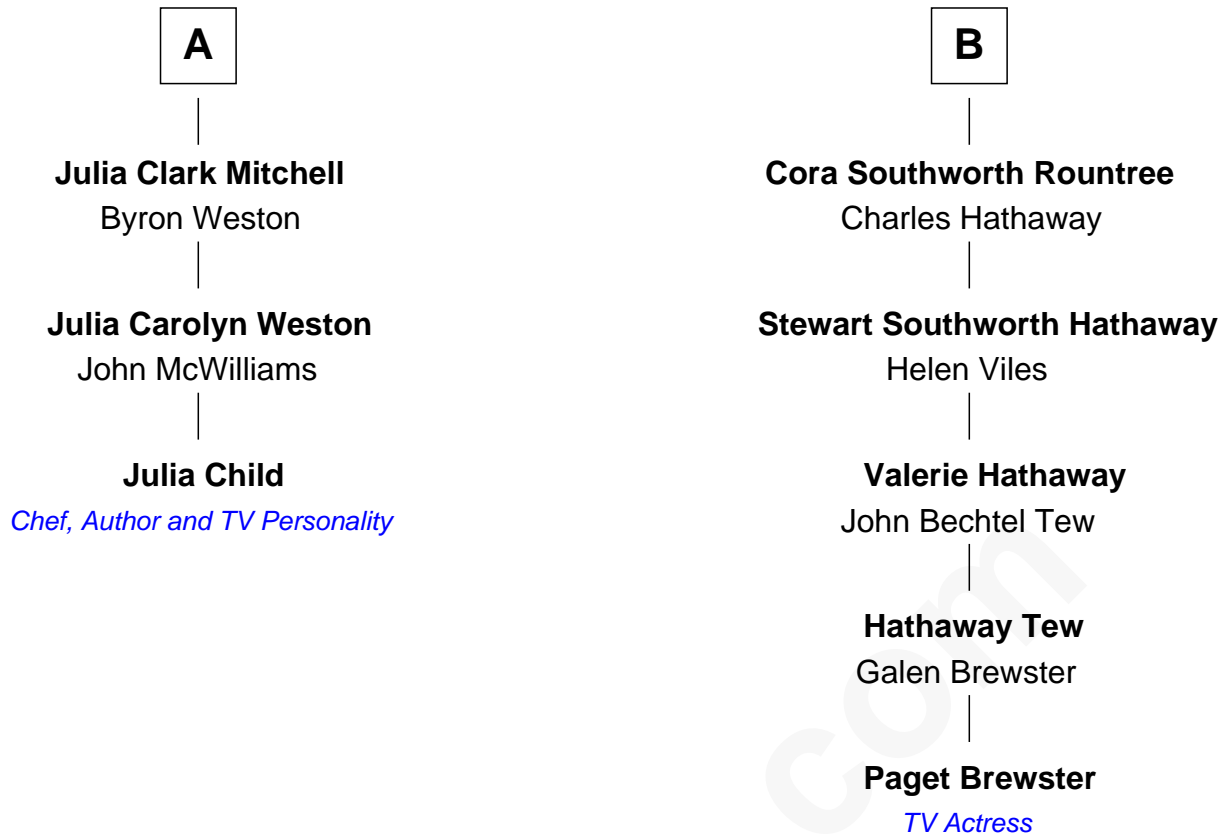 A
Julia Clark Mitchell
Byron Weston
Julia Carolyn Weston
John McWilliams
Julia Child
Chef, Author and TV Personality
B
Cora Southworth Rountree
Charles Hathaway
Stewart Southworth Hathaway
Helen Viles
Valerie Hathaway
John Bechtel Tew
Hathaway Tew
Galen Brewster
Paget Brewster
TV Actress
com